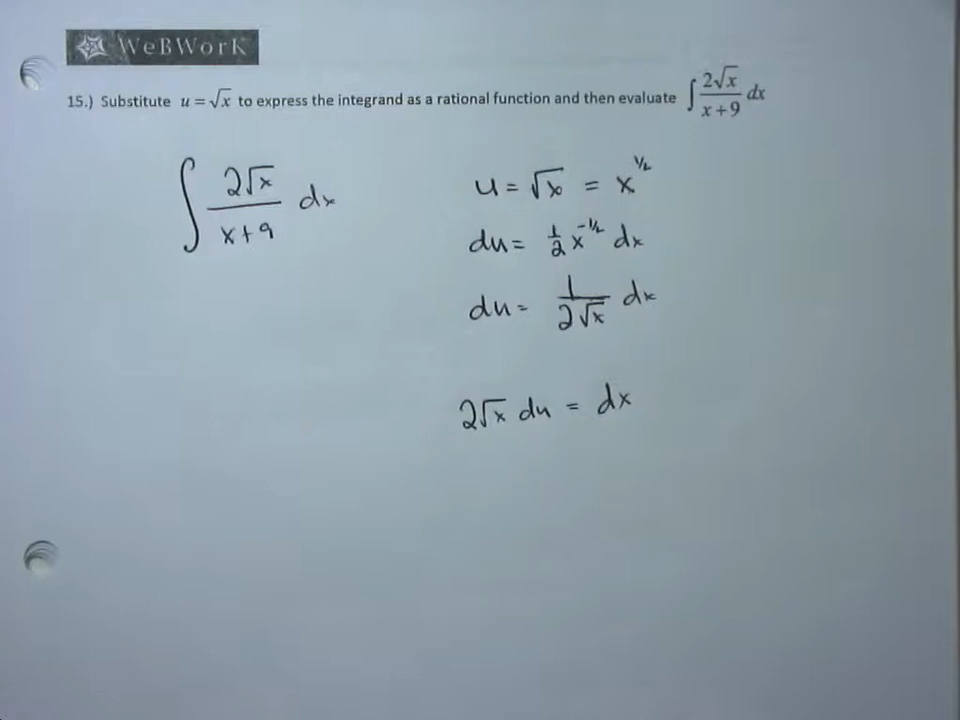 WeBWorK
15.) Substitute u = √x to express the integrand as a rational function and then evaluate ∫ 2√x / x + 9 dx
∫ 2√x / x + 9 dx
u = √x = x^1/2
du = 1/2 x^-1/2 dx
du = 1 / 2√x dx
2√x du = dx